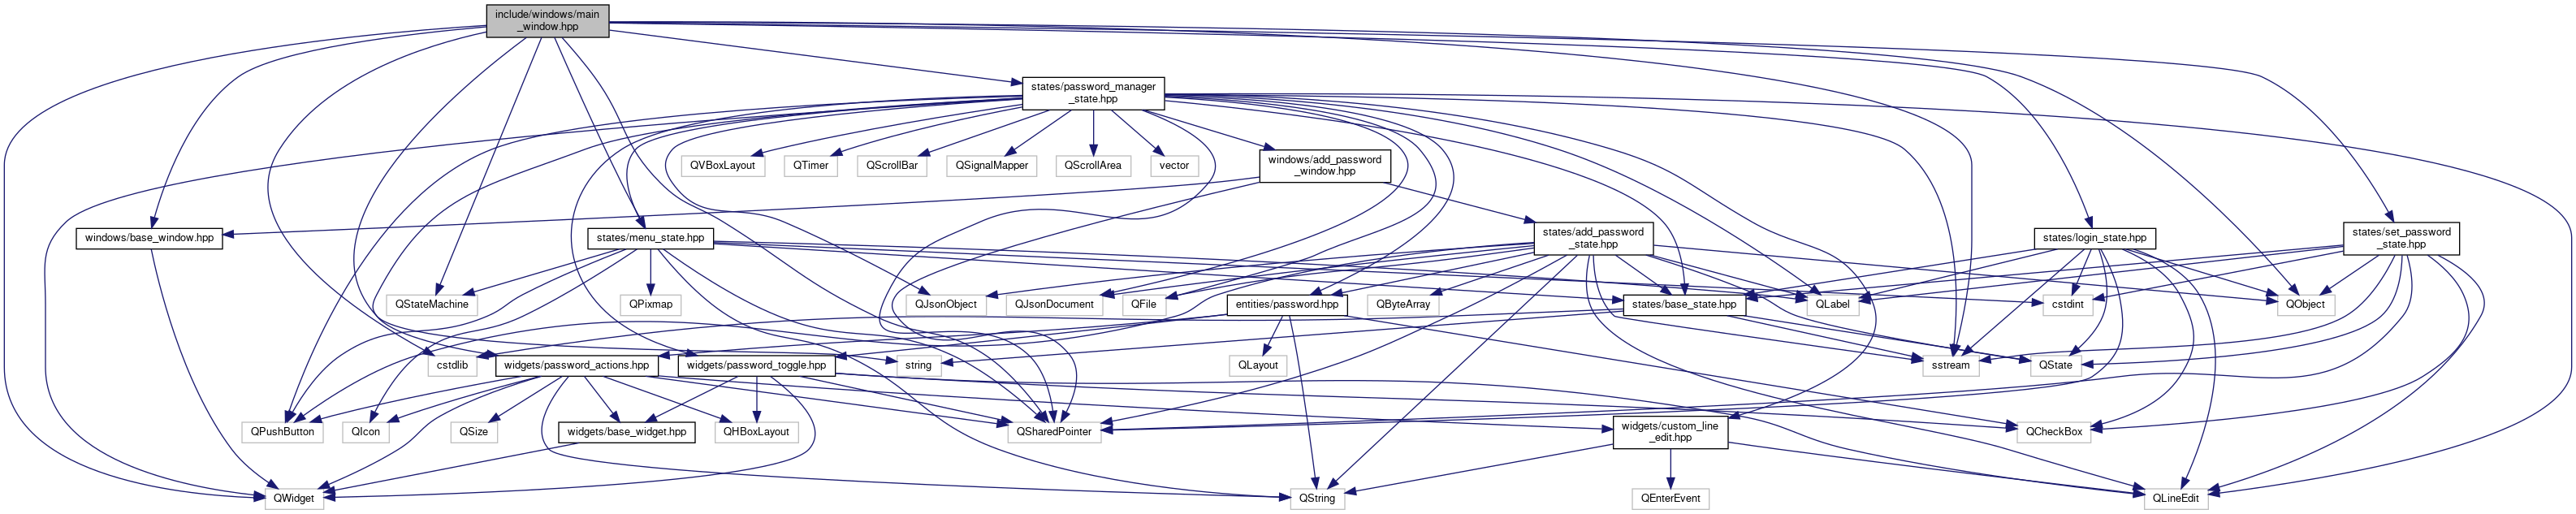 include/windows/main
_window.hpp
states/password_manager
_state.hpp
QVBoxLayout
QTimer
QScrollBar
QSignalMapper
QScrollArea
vector
windows/add_password
_window.hpp
windows/base_window.hpp
states/menu_state.hpp
states/add_password
_state.hpp
states/login_state.hpp
states/set_password
_state.hpp
QStateMachine
QPixmap
QJsonObject
QJsonDocument
QFile
entities/password.hpp
QByteArray
states/base_state.hpp
QLabel
cstdint
QObject
cstdlib
widgets/password_actions.hpp
widgets/password_toggle.hpp
string
QLayout
sstream
QState
QPushButton
QIcon
QSize
widgets/base_widget.hpp
QHBoxLayout
QSharedPointer
widgets/custom_line
_edit.hpp
QCheckBox
QWidget
QString
QEnterEvent
QLineEdit